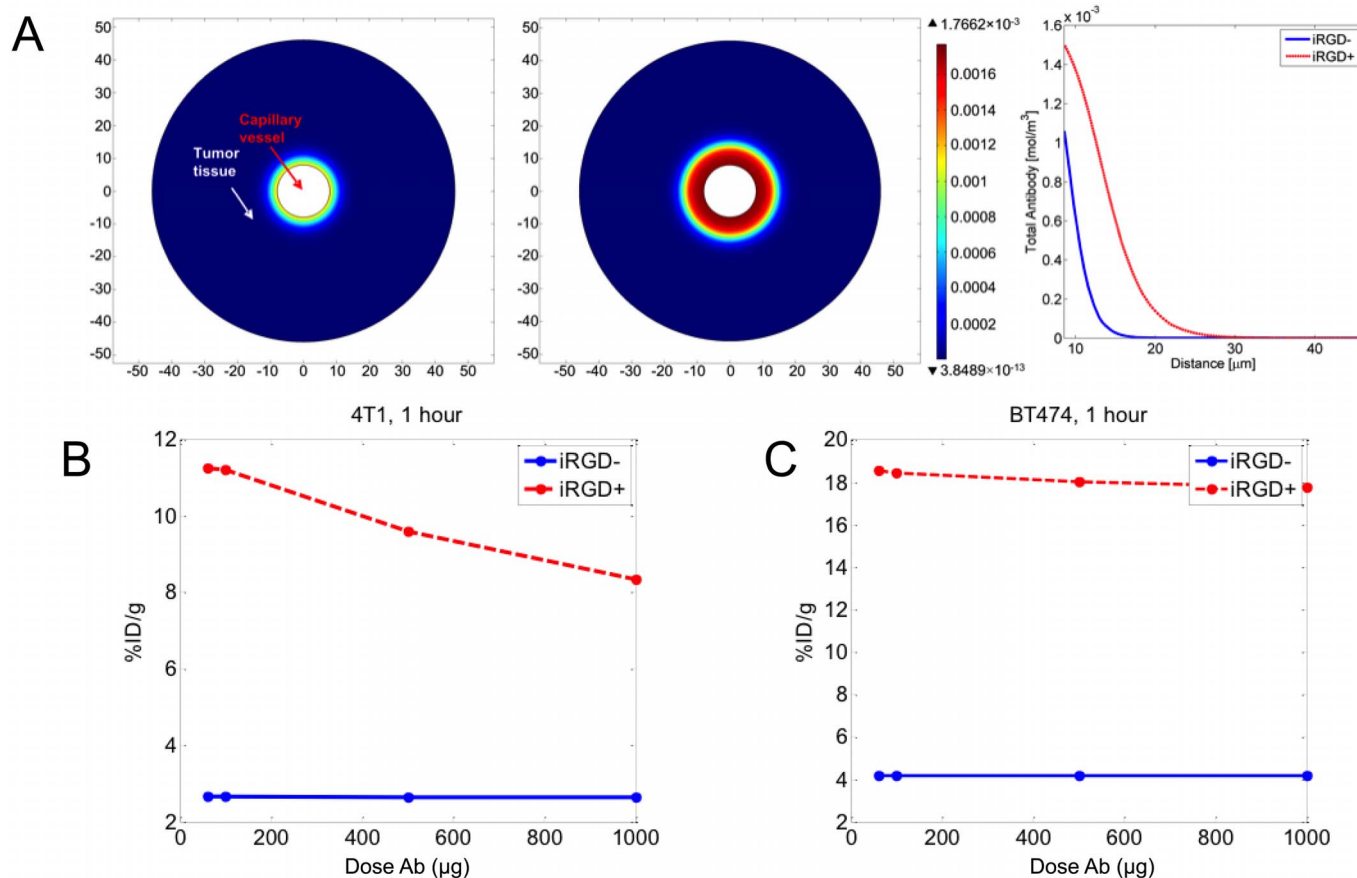 A
50
40
30
20
10
0
-10
-20
-30
-40
-50
-50 -40 -30 -20 -10 0 10 20 30 40 50
Capillary
vessel
Tumor
tissue
50
40
30
20
10
0
-10
-20
-30
-40
-50
-50 -40 -30 -20 -10 0 10 20 30 40 50
▲ 1.7662×10⁻³
0.0016
0.0014
0.0012
0.0010
0.0008
0.0006
0.0004
0.0002
▼ 3.8489×10⁻¹³
× 10⁻³
1.6
1.4
1.2
1
0.8
0.6
0.4
0.2
0
Total Antibody [mol/m³]
iRGD-
iRGD+
10 20 30 40
Distance [μm]
B
4T1, 1 hour
12
10
8
6
4
2
%ID/g
iRGD-
iRGD+
0 200 400 600 800 1000
Dose Ab (μg)
C
BT474, 1 hour
20
18
16
14
12
10
8
6
4
2
%ID/g
iRGD-
iRGD+
0 200 400 600 800 1000
Dose Ab (μg)